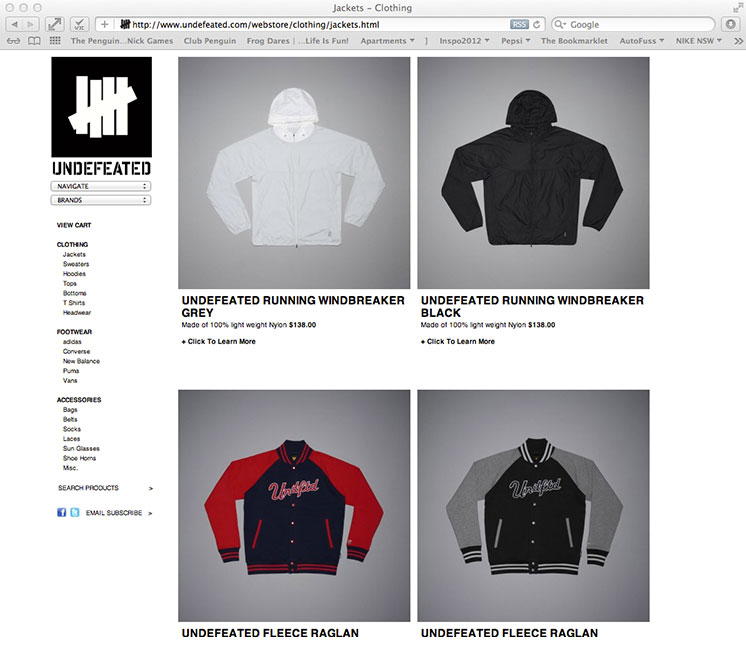 Jackets – Clothing
http://www.undefeated.com/webstore/clothing/jackets.html
RSS
Google
The Penguin...Nick Games
Club Penguin
Frog Dares | ...Life Is Fun!
Apartments
]
Inspo2012
Pepsi
The Bookmarklet
AutoFuss
NIKE NSW
UNDEFEATED
NAVIGATE
BRANDS
VIEW CART
CLOTHING
Jackets
Sweaters
Hoodies
Tops
Bottoms
T Shirts
Headwear
FOOTWEAR
adidas
Converse
New Balance
Puma
Vans
ACCESSORIES
Bags
Belts
Socks
Laces
Sun Glasses
Shoe Horns
Misc.
SEARCH PRODUCTS >
EMAIL SUBSCRIBE >
UNDEFEATED RUNNING WINDBREAKER
GREY
Made of 100% light weight Nylon $138.00
+ Click To Learn More
UNDEFEATED RUNNING WINDBREAKER
BLACK
Made of 100% light weight Nylon $138.00
+ Click To Learn More
Undftd
UNDEFEATED FLEECE RAGLAN
Undftd
UNDEFEATED FLEECE RAGLAN